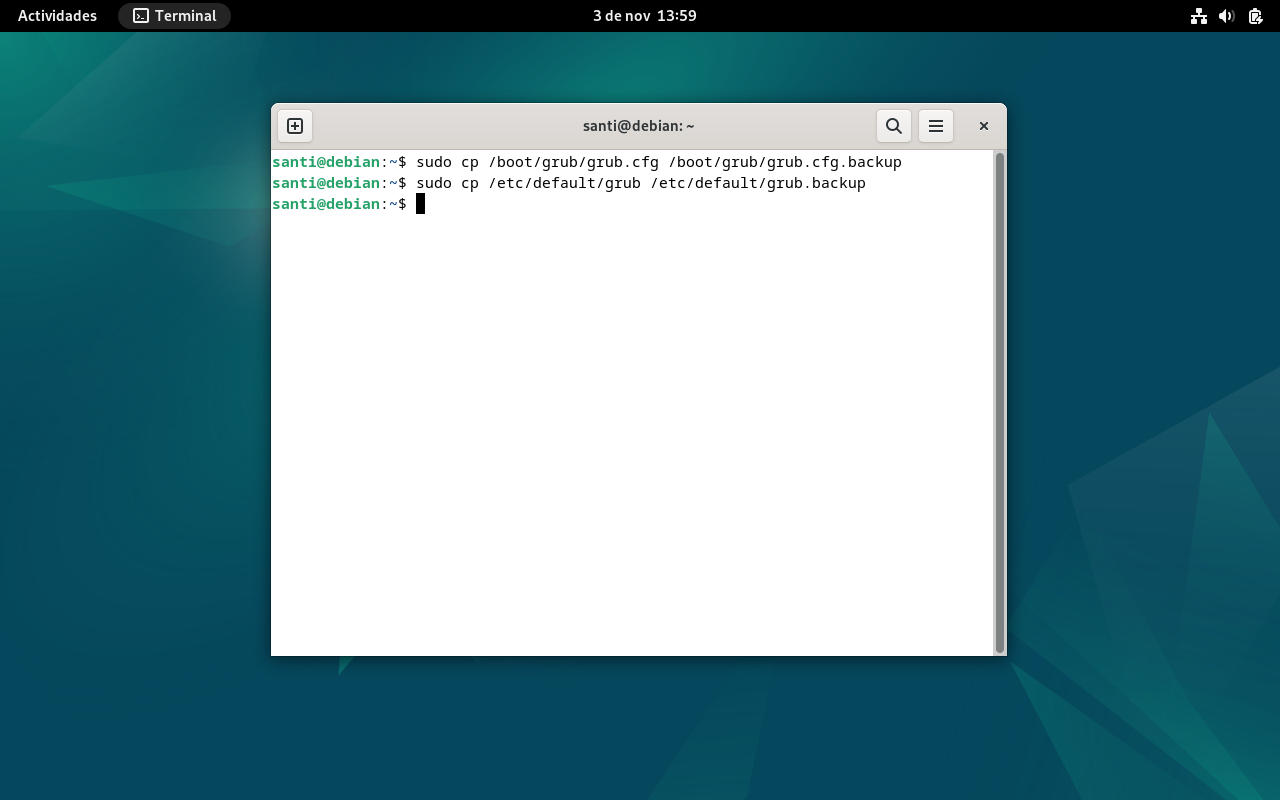 Actividades
Terminal
3 de nov 13:59
santi@debian: ~
santi@debian:~$ sudo cp /boot/grub/grub.cfg /boot/grub/grub.cfg.backup
santi@debian:~$ sudo cp /etc/default/grub /etc/default/grub.backup
santi@debian:~$